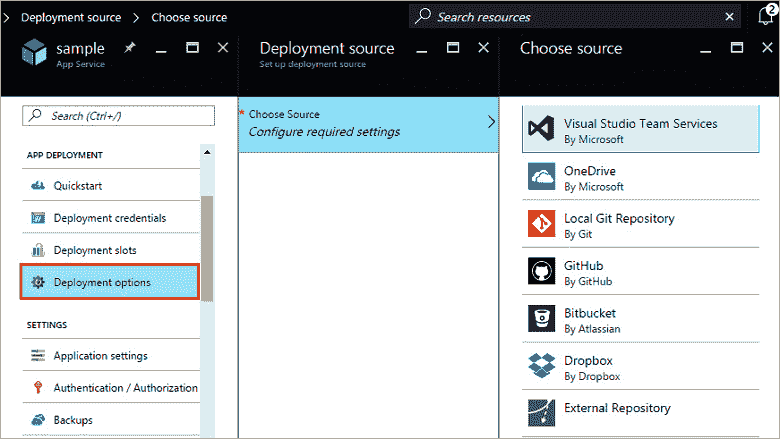 Deployment source
Choose source
Search resources
2
sample
App Service
Deployment source
Set up deployment source
Choose source
Search (Ctrl+/)
APP DEPLOYMENT
Quickstart
Deployment credentials
Deployment slots
Deployment options
SETTINGS
Application settings
Authentication / Authorization
Backups
* Choose Source
Configure required settings
Visual Studio Team Services
By Microsoft
OneDrive
By Microsoft
Local Git Repository
By Git
GitHub
By GitHub
Bitbucket
By Atlassian
Dropbox
By Dropbox
External Repository